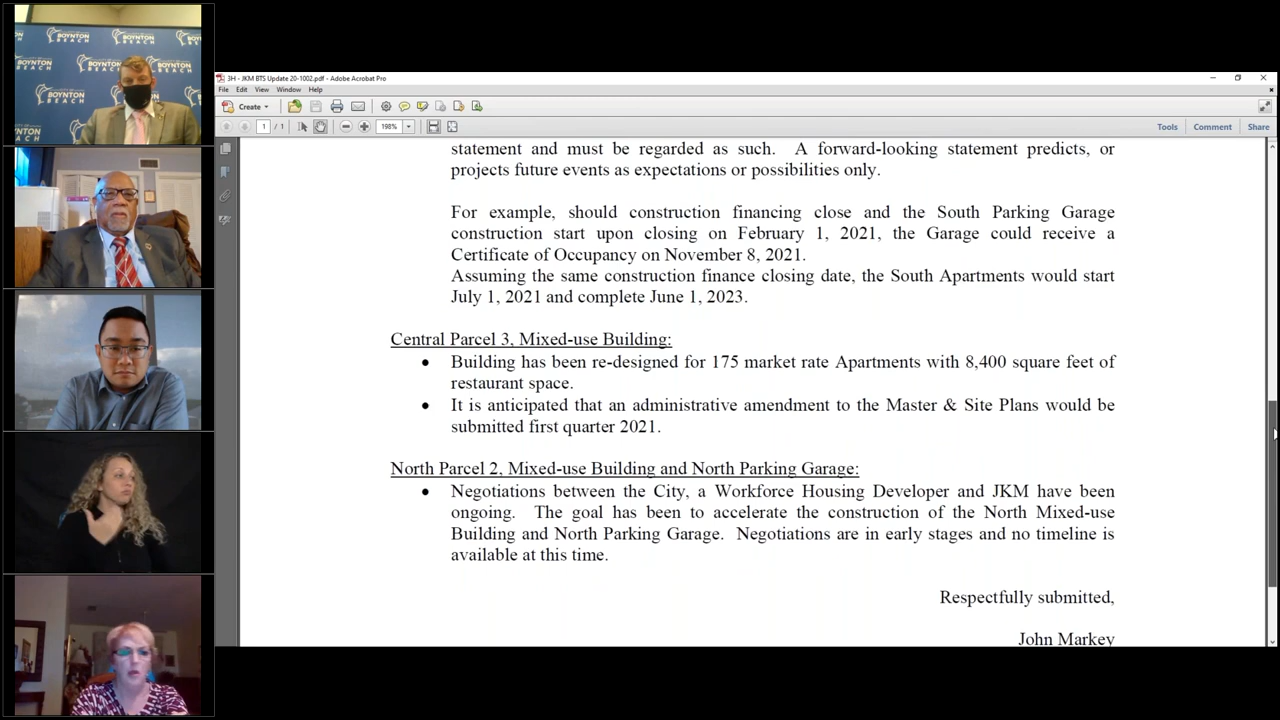 BOYNTON
BEACH
BOYNTON
BEACH
BOYNTON
BEACH
3H - JKM BTS Update 20-1002.pdf - Adobe Acrobat Pro
File Edit View Window Help
Create
1 / 1 198% Tools Comment Share
statement and must be regarded as such. A forward-looking statement predicts, or
projects future events as expectations or possibilities only.
For example, should construction financing close and the South Parking Garage
construction start upon closing on February 1, 2021, the Garage could receive a
Certificate of Occupancy on November 8, 2021.
Assuming the same construction finance closing date, the South Apartments would start
July 1, 2021 and complete June 1, 2023.
Central Parcel 3, Mixed-use Building:
• Building has been re-designed for 175 market rate Apartments with 8,400 square feet of
restaurant space.
• It is anticipated that an administrative amendment to the Master & Site Plans would be
submitted first quarter 2021.
North Parcel 2, Mixed-use Building and North Parking Garage:
• Negotiations between the City, a Workforce Housing Developer and JKM have been
ongoing. The goal has been to accelerate the construction of the North Mixed-use
Building and North Parking Garage. Negotiations are in early stages and no timeline is
available at this time.
Respectfully submitted,
John Markey